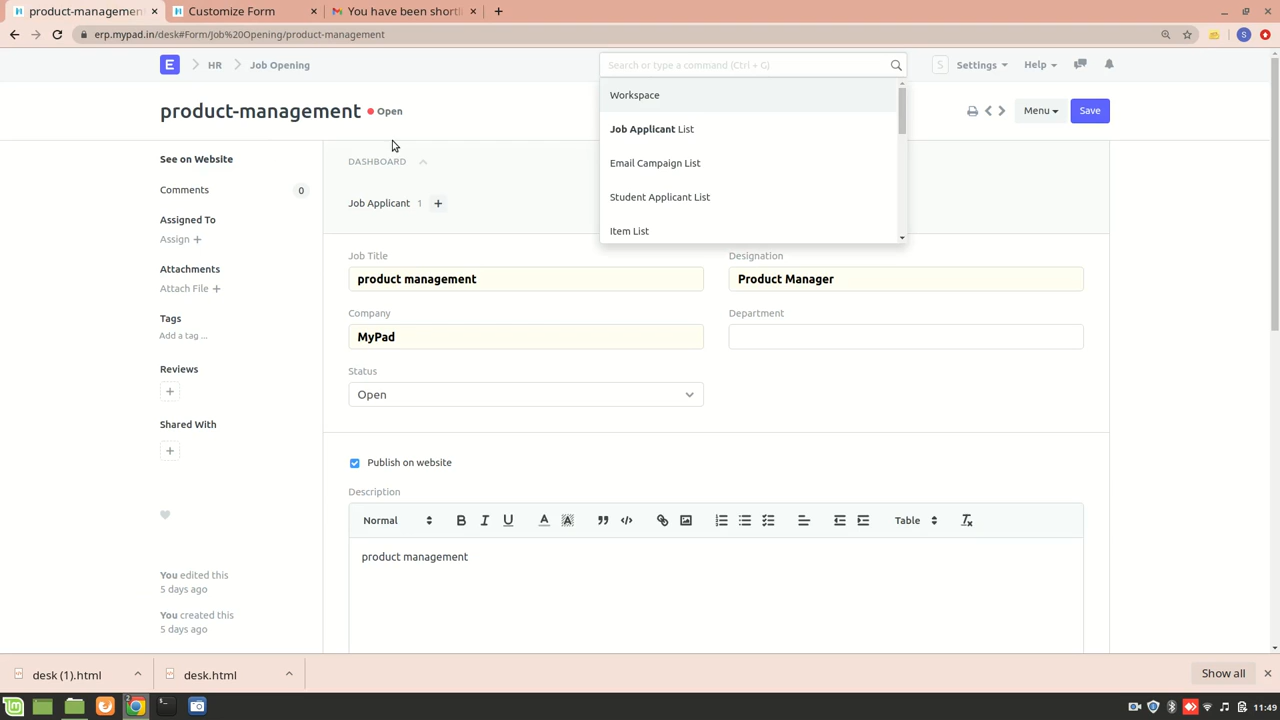 product-management
Customize Form
You have been shortli
erp.mypad.in/desk#Form/Job%20Opening/product-management
S
E
HR
Job Opening
Search or type a command (Ctrl + G)
S
Settings
Help
Workspace
Job Applicant List
Email Campaign List
Student Applicant List
Item List
product-management
Open
Menu
Save
See on Website
Comments
0
Assigned To
Assign +
Attachments
Attach File +
Tags
Add a tag ...
Reviews
+
Shared With
+
You edited this
5 days ago
You created this
5 days ago
DASHBOARD
Job Applicant 1 +
Job Title
product management
Designation
Product Manager
Company
MyPad
Department
Status
Open
Publish on website
Description
Normal
B I U A A
Table
product management
desk (1).html
desk.html
Show all
2
11:49